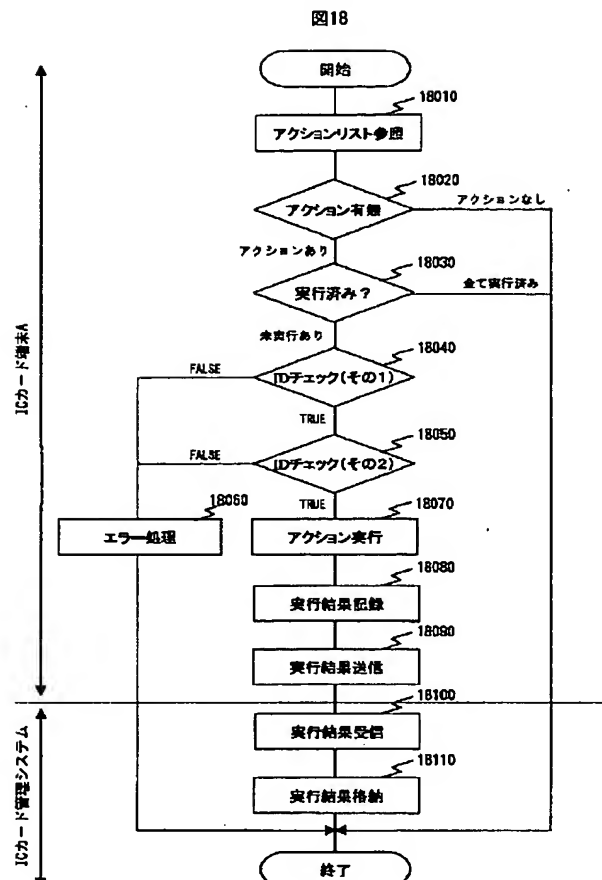 図18
開始
18010
アクションリスト参照
18020
アクション有無
アクションなし
アクションあり
18030
実行済み?
全て実行済み
未実行あり
18040
IDチェック(その1)
FALSE
TRUE
18050
IDチェック(その2)
FALSE
TRUE
18060
エラー処理
18070
アクション実行
18080
実行結果記録
18090
実行結果送信
18100
実行結果受信
18110
実行結果格納
終了
ICカード端末A
ICカード管理システム